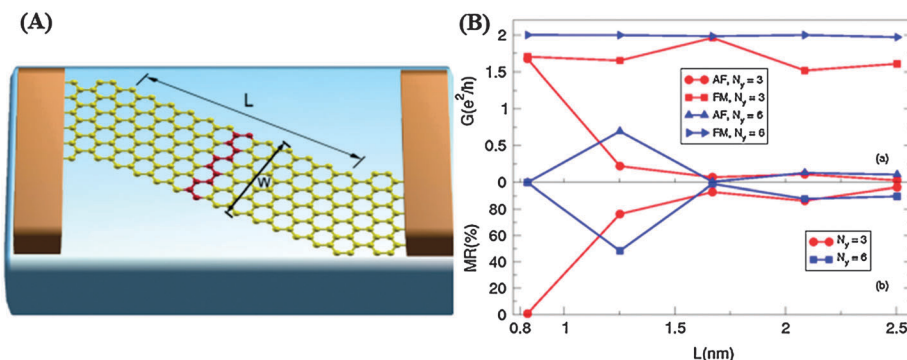 (A)
L
W
(B)
G(e²/h)
2
1.5
1
0.5
0
AF, Ny = 3
FM, Ny = 3
AF, Ny = 6
FM, Ny = 6
(a)
MR(%)
80
60
40
20
0
Ny = 3
Ny = 6
(b)
0.8 1 1.5 2 2.5
L(nm)